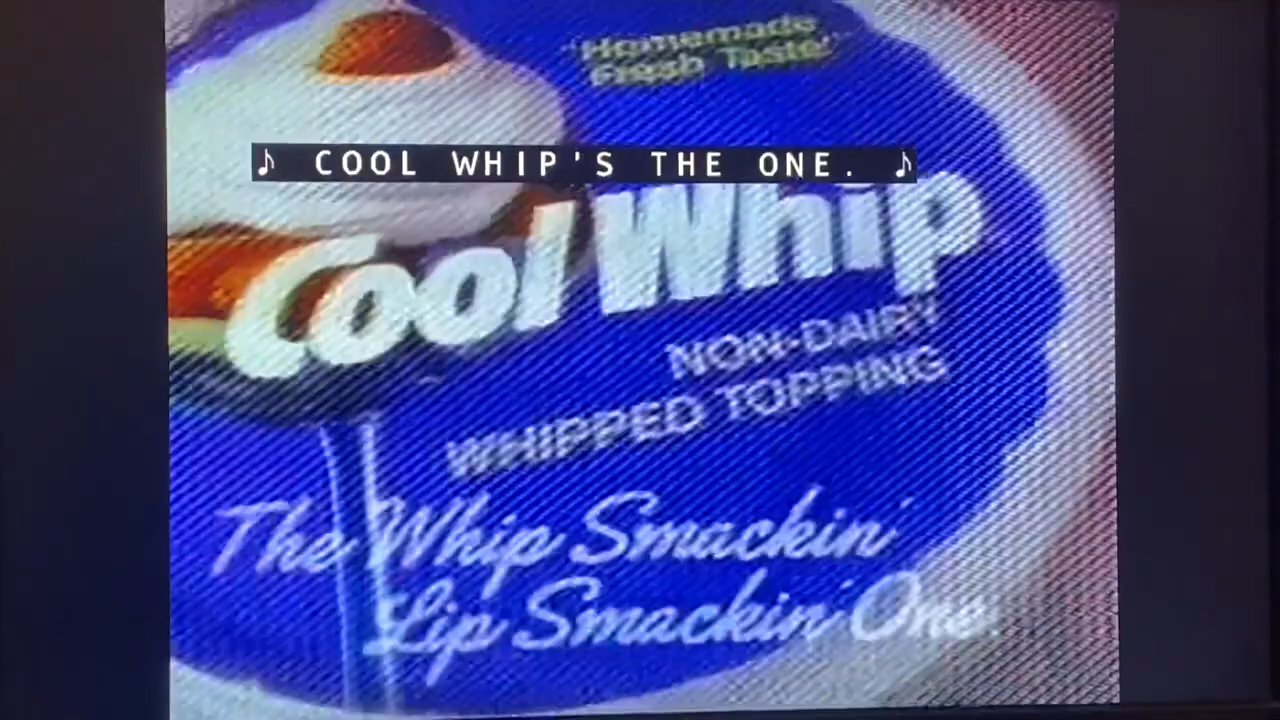 "Homemade
Fresh Taste!"
♪ COOL WHIP'S THE ONE. ♪
Cool Whip
NON-DAIRY
WHIPPED TOPPING
The Whip Smackin'
Lip Smackin' One.